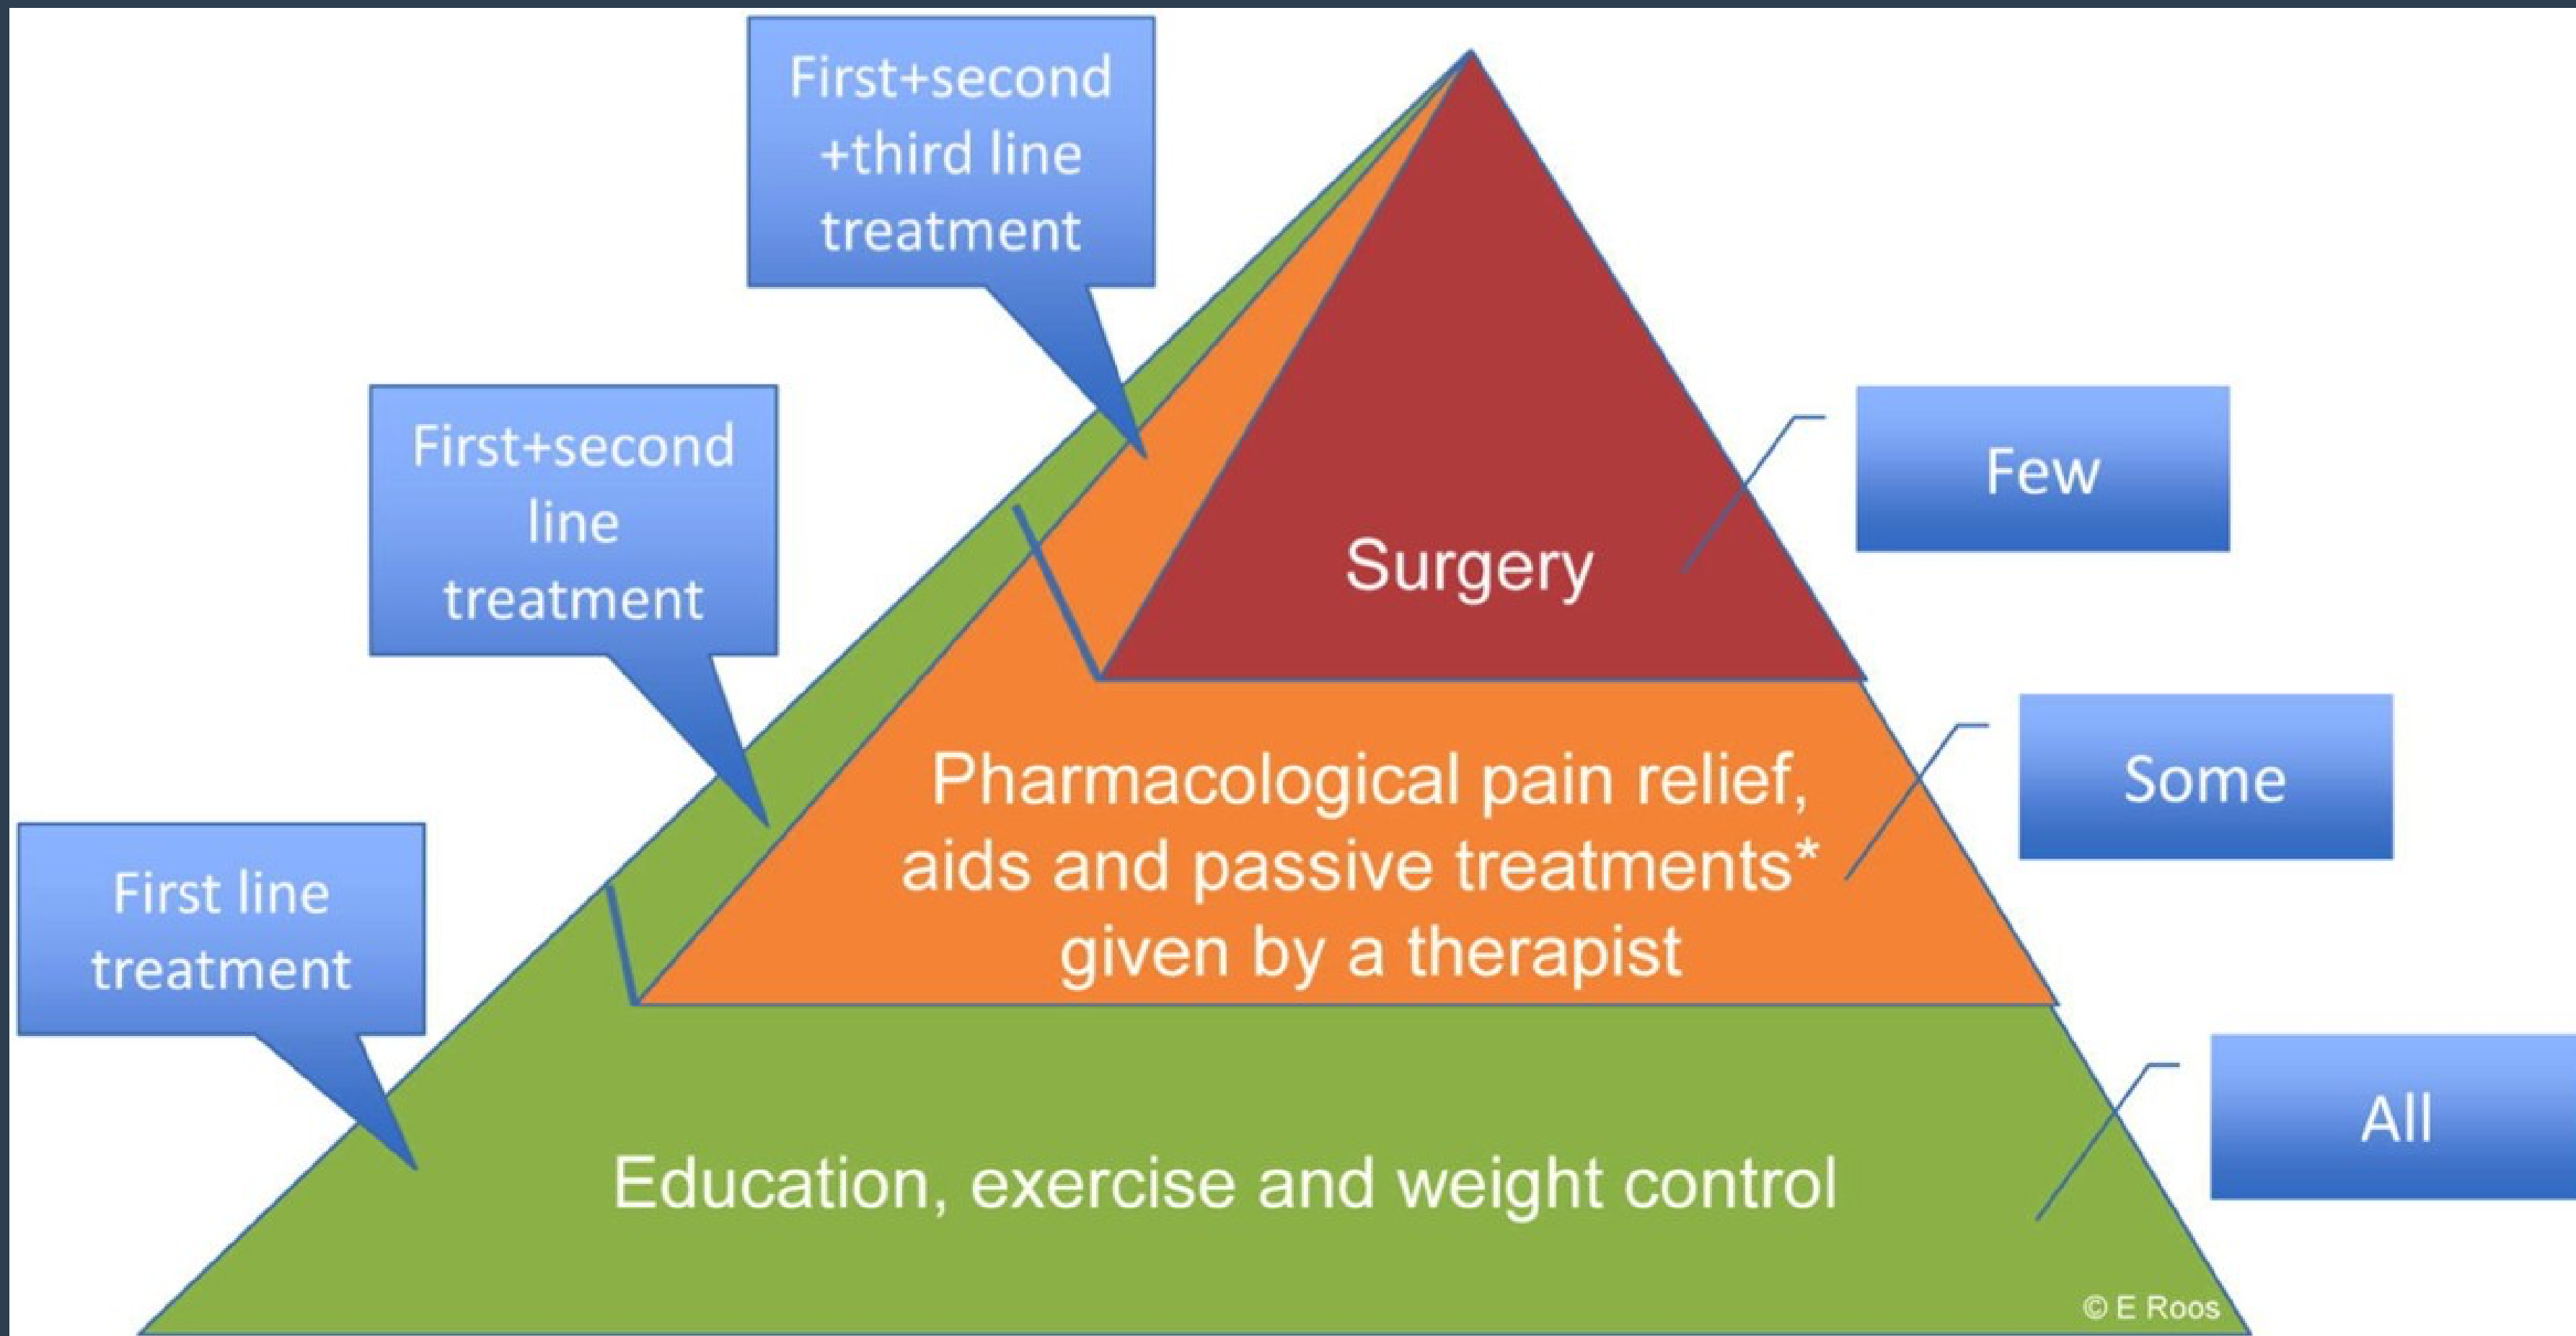 First+second
+third line
treatment
First+second
line
treatment
First line
treatment
Surgery
Pharmacological pain relief,
aids and passive treatments*
given by a therapist
Education, exercise and weight control
Few
Some
All
© E Roos